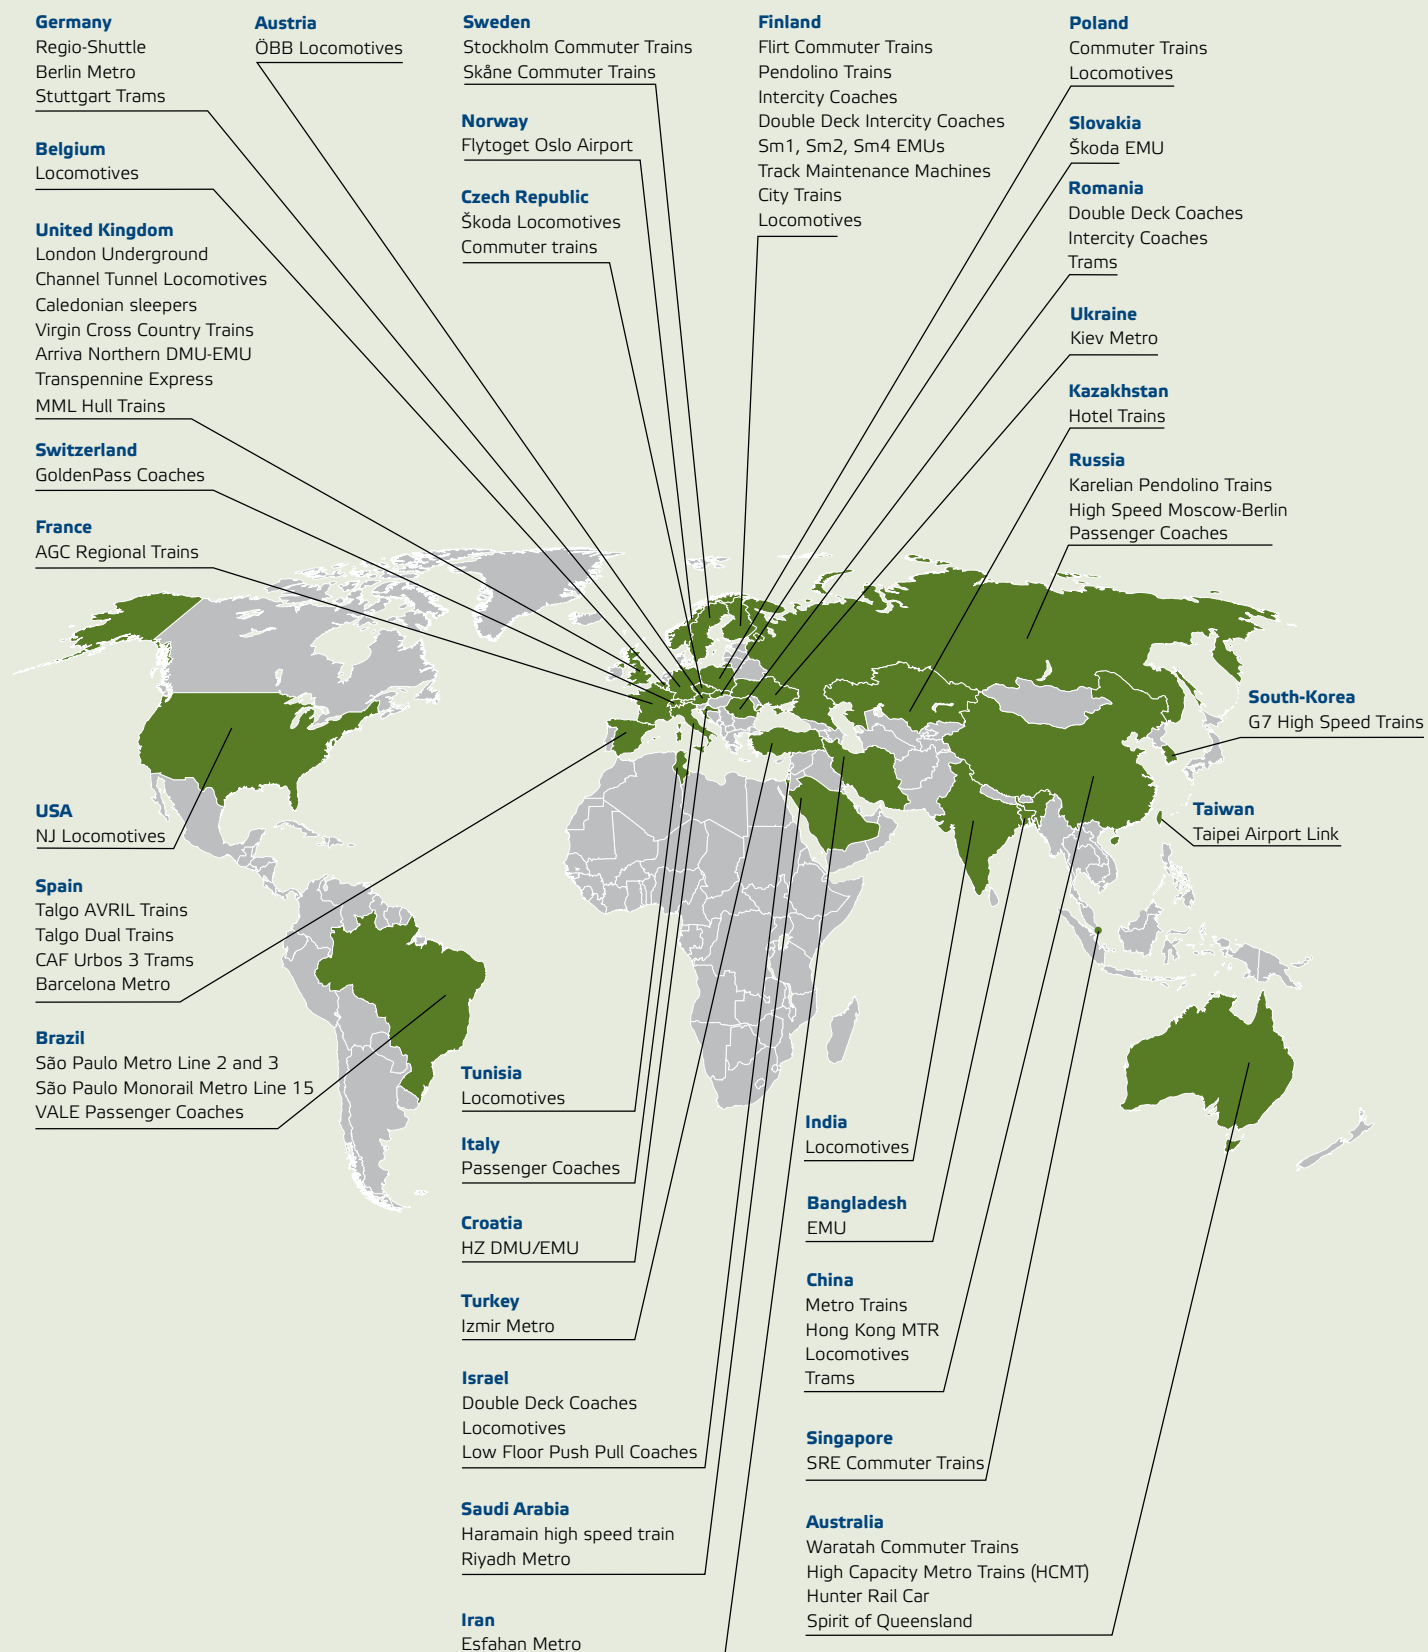 Germany
Regio-Shuttle
Berlin Metro
Stuttgart Trams
Belgium
Locomotives
United Kingdom
London Underground
Channel Tunnel Locomotives
Caledonian sleepers
Virgin Cross Country Trains
Arriva Northern DMU-EMU
Transpennine Express
MML Hull Trains
Switzerland
GoldenPass Coaches
France
AGC Regional Trains
Austria
ÖBB Locomotives
Sweden
Stockholm Commuter Trains
Skåne Commuter Trains
Norway
Flytoget Oslo Airport
Czech Republic
Škoda Locomotives
Commuter trains
Finland
Flirt Commuter Trains
Pendolino Trains
Intercity Coaches
Double Deck Intercity Coaches
Sm1, Sm2, Sm4 EMUs
Track Maintenance Machines
City Trains
Locomotives
Poland
Commuter Trains
Locomotives
Slovakia
Škoda EMU
Romania
Double Deck Coaches
Intercity Coaches
Trams
Ukraine
Kiev Metro
Kazakhstan
Hotel Trains
Russia
Karelian Pendolino Trains
High Speed Moscow-Berlin
Passenger Coaches
South-Korea
G7 High Speed Trains
Taiwan
Taipei Airport Link
USA
NJ Locomotives
Spain
Talgo AVRIL Trains
Talgo Dual Trains
CAF Urbos 3 Trams
Barcelona Metro
Brazil
São Paulo Metro Line 2 and 3
São Paulo Monorail Metro Line 15
VALE Passenger Coaches
Tunisia
Locomotives
Italy
Passenger Coaches
Croatia
HZ DMU/EMU
Turkey
Izmir Metro
Israel
Double Deck Coaches
Locomotives
Low Floor Push Pull Coaches
Saudi Arabia
Haramain high speed train
Riyadh Metro
Iran
Esfahan Metro
India
Locomotives
Bangladesh
EMU
China
Metro Trains
Hong Kong MTR
Locomotives
Trams
Singapore
SRE Commuter Trains
Australia
Waratah Commuter Trains
High Capacity Metro Trains (HCMT)
Hunter Rail Car
Spirit of Queensland